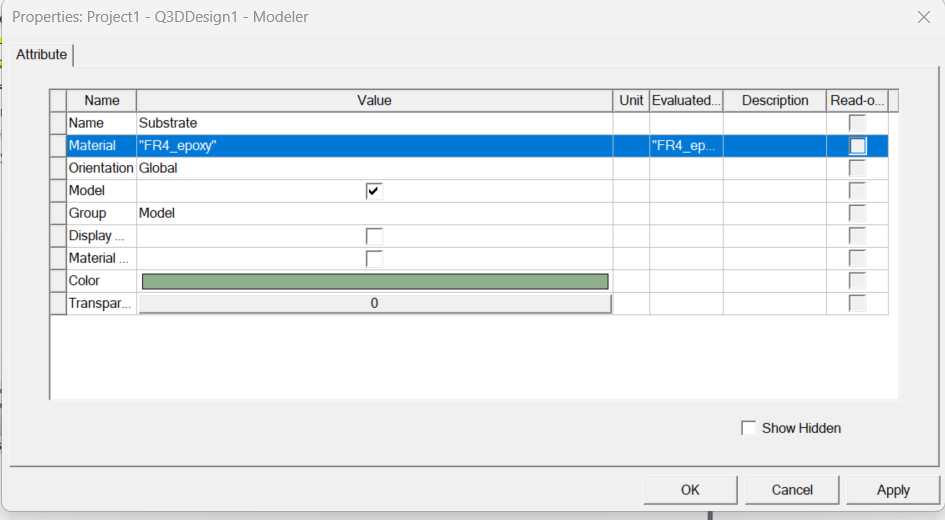 Properties: Project1 - Q3DDesign1 - Modeler
Attribute
Name Value Unit Evaluated... Description Read-o...
Name Substrate
Material "FR4_epoxy" "FR4_ep...
Orientation Global
Model
Group Model
Display ...
Material ...
Color
Transpar... 0
Show Hidden
OK Cancel Apply